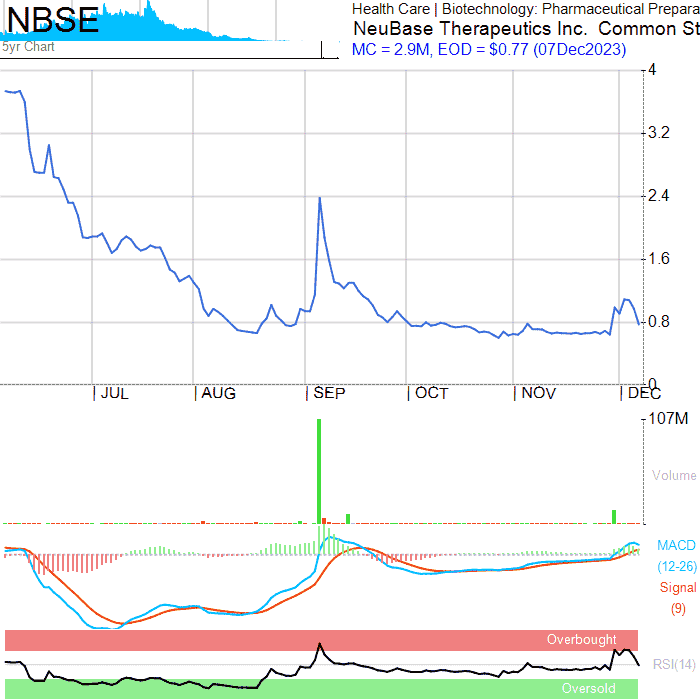 NBSE
5yr Chart
Health Care | Biotechnology: Pharmaceutical Prepara
NeuBase Therapeutics Inc. Common St
MC = 2.9M, EOD = $0.77 (07Dec2023)
4
3.2
2.4
1.6
0.8
0
JUL AUG SEP OCT NOV DEC
107M
Volume
MACD
(12-26)
Signal
(9)
Overbought
RSI(14)
Oversold